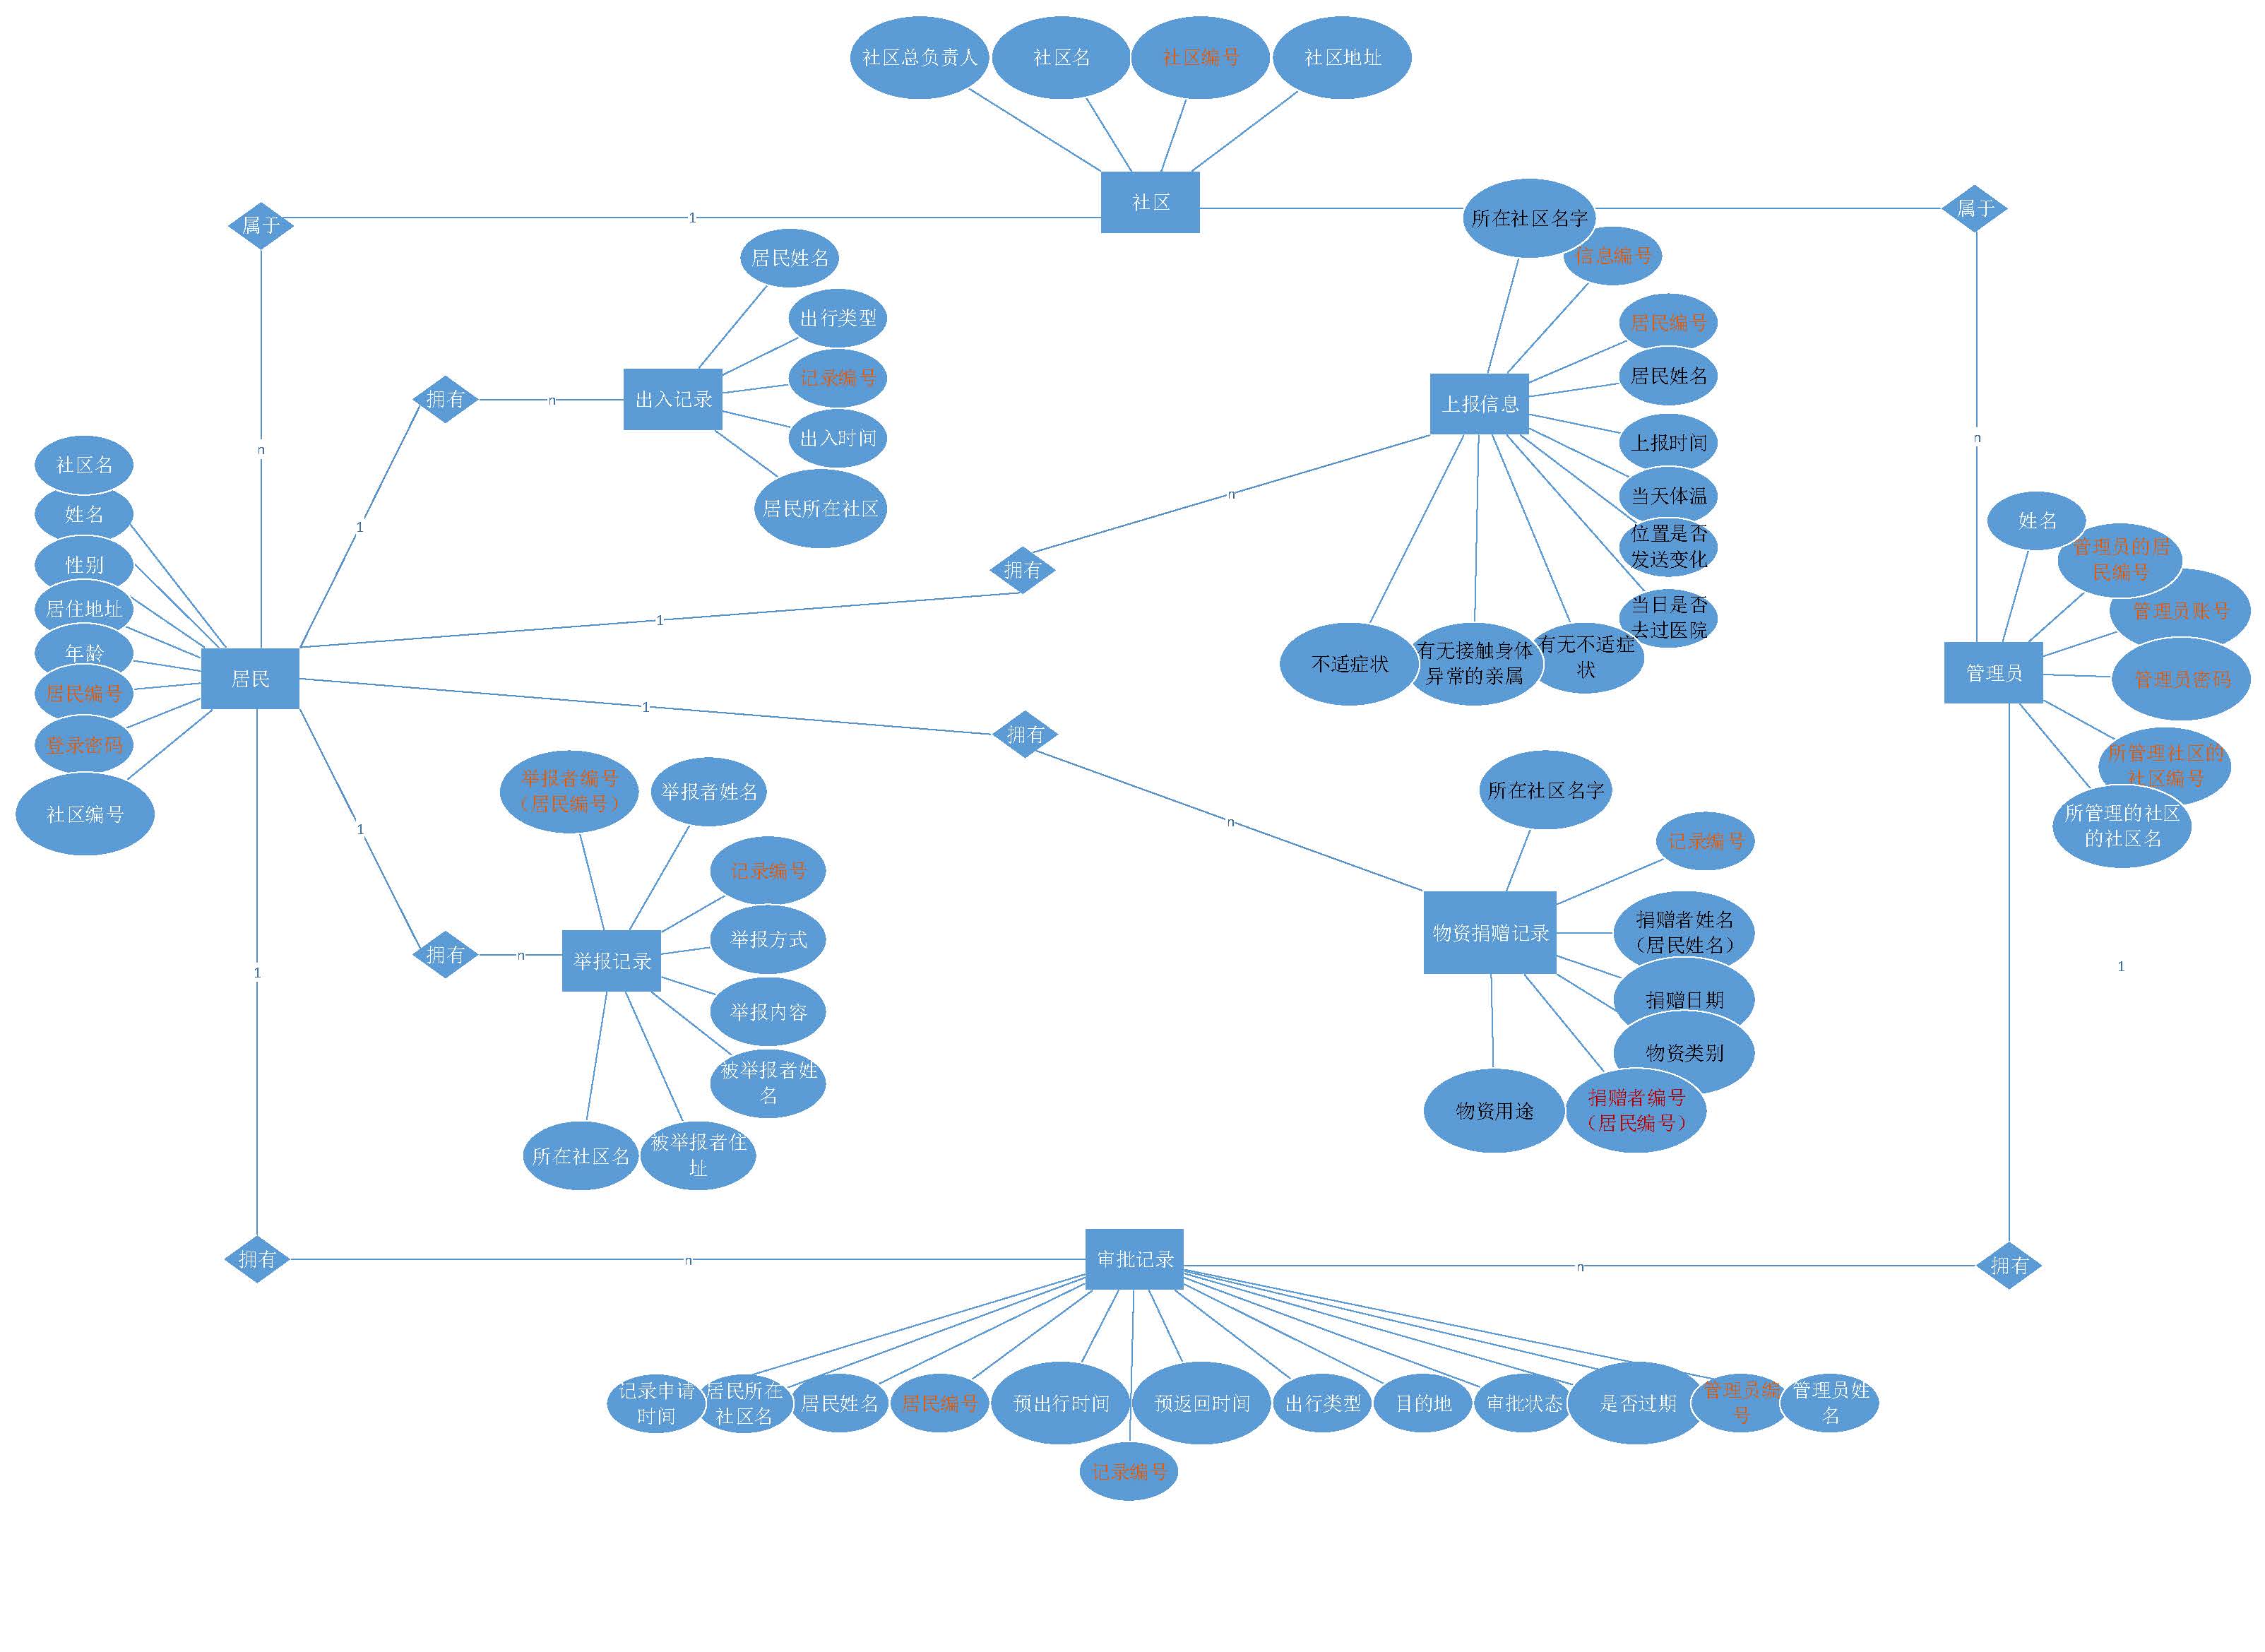 社区总负责人
社区名
社区编号
社区地址
社区
属于
1
属于
所在社区名字
信息编号
居民姓名
出行类型
记录编号
出入时间
居民所在社区
出入记录
拥有
n
n
1
居民编号
居民姓名
上报时间
当天体温
位置是否
发送变化
当日是否
去过医院
有无不适症
状
有无接触身体
异常的亲属
不适症状
上报信息
n
拥有
1
n
社区名
姓名
性别
居住地址
年龄
居民编号
登录密码
社区编号
居民
姓名
管理员的居
民编号
管理员账号
管理员密码
所管理社区的
社区编号
所管理的社区
的社区名
管理员
1
拥有
n
举报者编号
（居民编号）
举报者姓名
记录编号
举报方式
举报内容
被举报者姓
名
被举报者住
址
所在社区名
举报记录
拥有
n
1
所在社区名字
记录编号
捐赠者姓名
（居民姓名）
捐赠日期
物资类别
捐赠者编号
（居民编号）
物资用途
物资捐赠记录
1
1
拥有
n
审批记录
n
拥有
记录申请
时间
居民所在
社区名
居民姓名
居民编号
预出行时间
预返回时间
出行类型
目的地
审批状态
是否过期
管理员编
号
管理员姓
名
记录编号